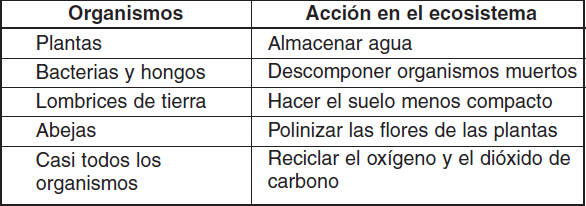 Organismos Acción en el ecosistema
Plantas Almacenar agua
Bacterias y hongos Descomponer organismos muertos
Lombrices de tierra Hacer el suelo menos compacto
Abejas Polinizar las flores de las plantas
Casi todos los Reciclar el oxígeno y el dióxido de
organismos carbono